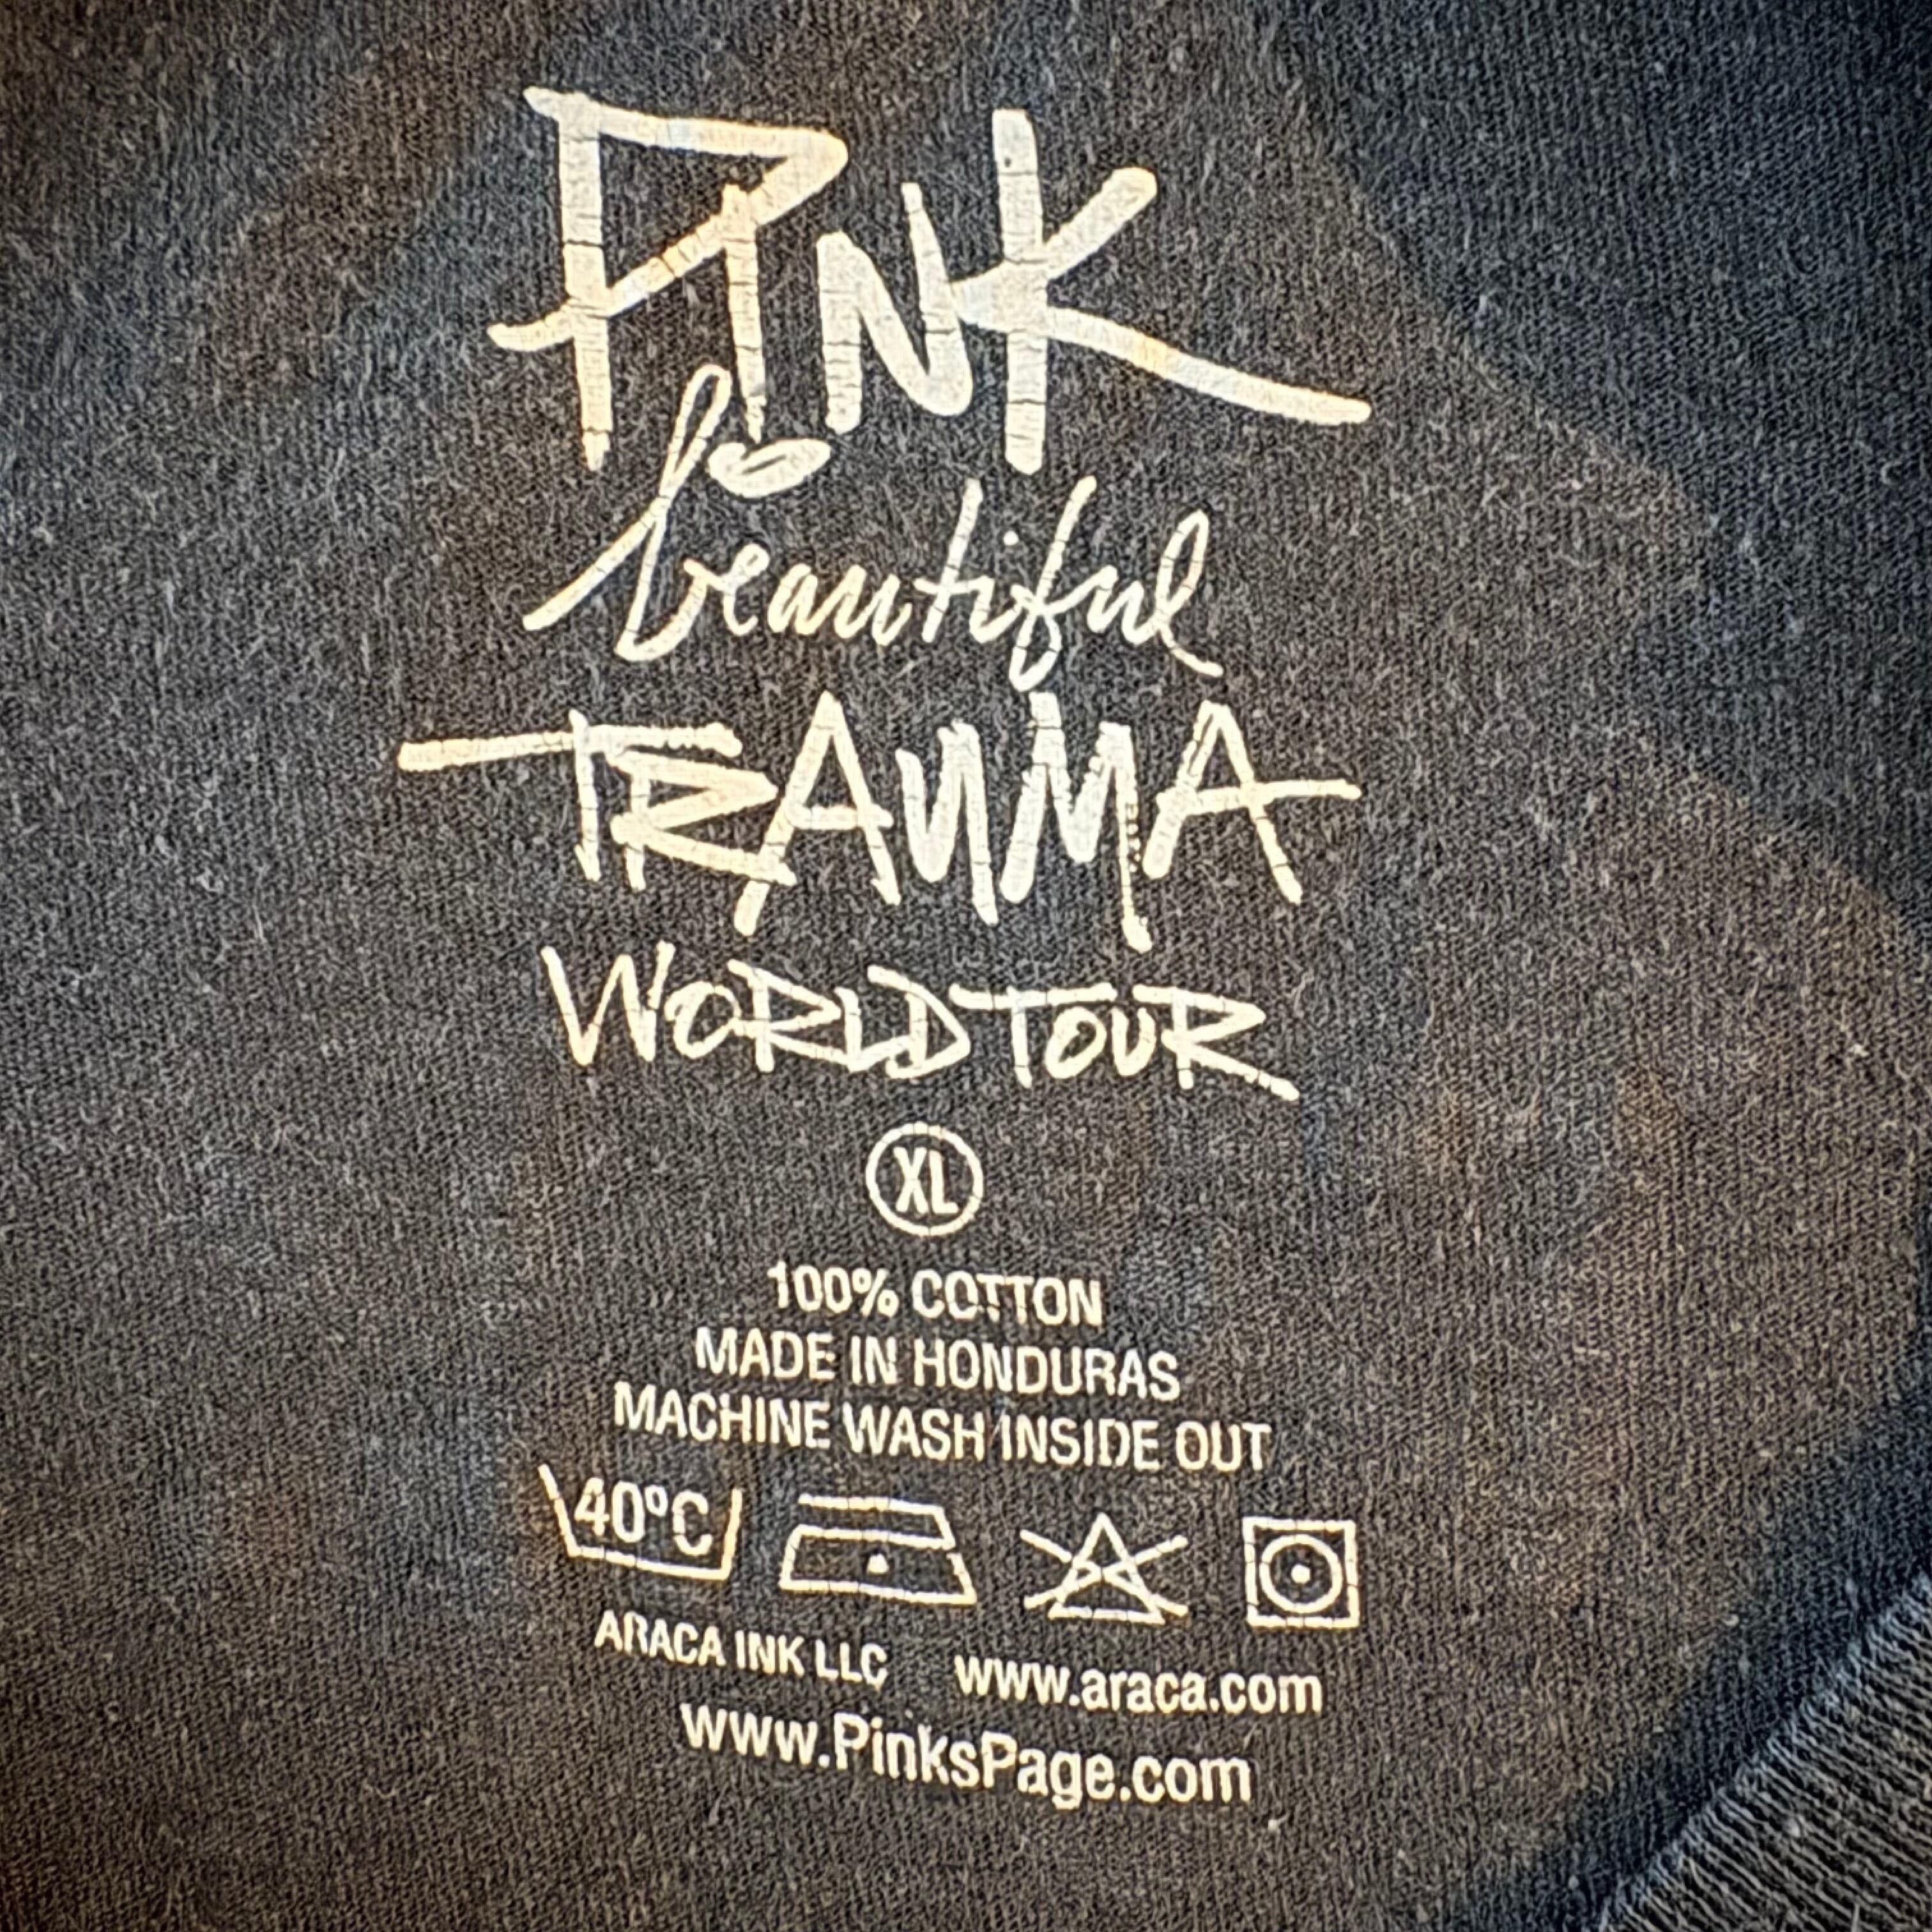 PINK
beautiful
TRAUMA
WORLD TOUR
XL
100% COTTON
MADE IN HONDURAS
MACHINE WASH INSIDE OUT
40°C
ARACA INK LLC www.araca.com
www.PinksPage.com